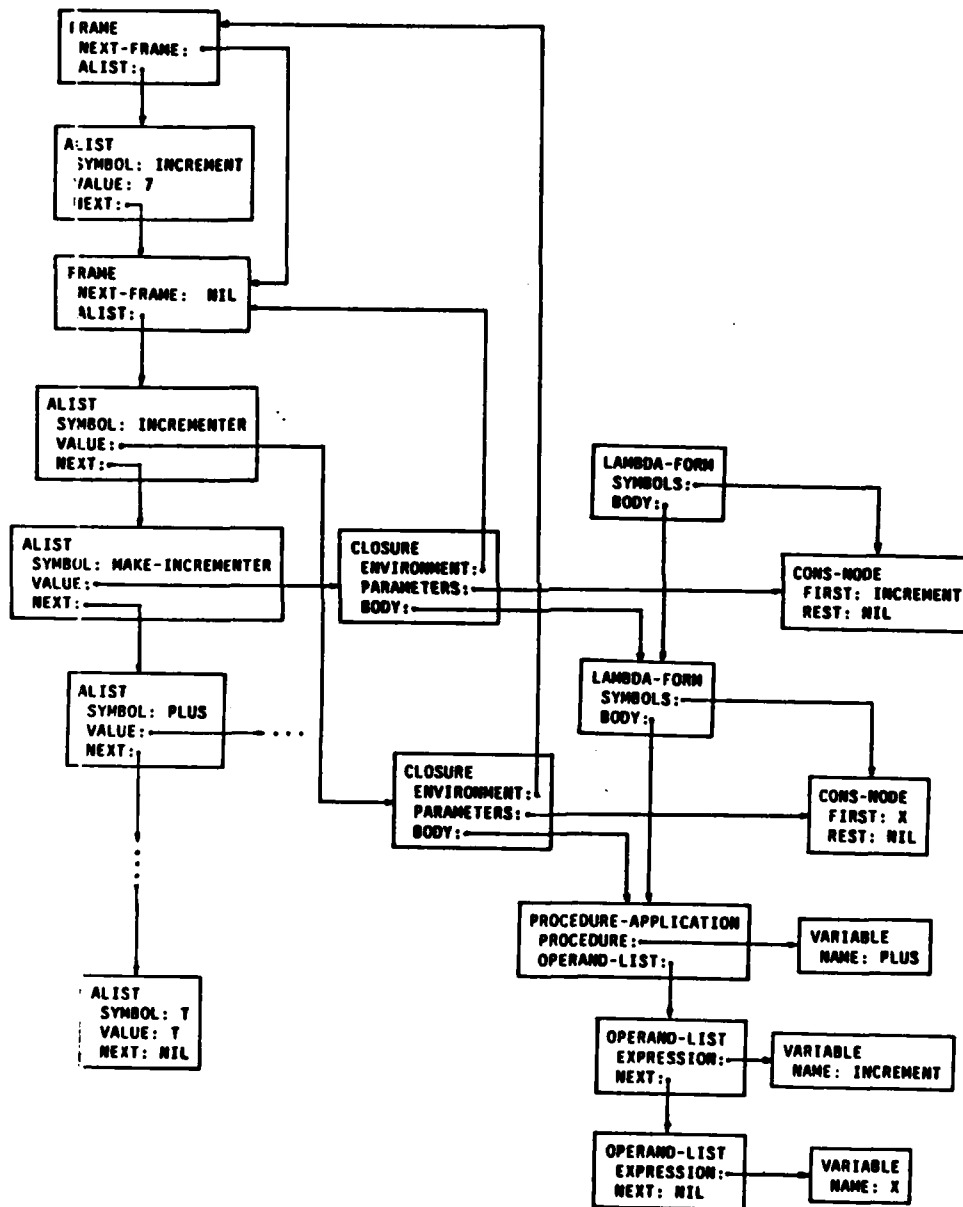 FRAME
NEXT-FRAME:
ALIST:
ALIST
SYMBOL: INCREMENT
VALUE: 7
NEXT:
FRAME
NEXT-FRAME: NIL
ALIST:
ALIST
SYMBOL: INCREMENTER
VALUE:
NEXT:
ALIST
SYMBOL: MAKE-INCREMENTER
VALUE:
NEXT:
ALIST
SYMBOL: PLUS
VALUE: ...
NEXT:
ALIST
SYMBOL: T
VALUE: T
NEXT: NIL
CLOSURE
ENVIRONMENT:
PARAMETERS:
BODY:
CLOSURE
ENVIRONMENT:
PARAMETERS:
BODY:
LAMBDA-FORM
SYMBOLS:
BODY:
CONS-NODE
FIRST: INCREMENT
REST: NIL
LAMBDA-FORM
SYMBOLS:
BODY:
CONS-NODE
FIRST: X
REST: NIL
PROCEDURE-APPLICATION
PROCEDURE:
OPERAND-LIST:
VARIABLE
NAME: PLUS
OPERAND-LIST
EXPRESSION:
NEXT:
VARIABLE
NAME: INCREMENT
OPERAND-LIST
EXPRESSION:
NEXT: NIL
VARIABLE
NAME: X